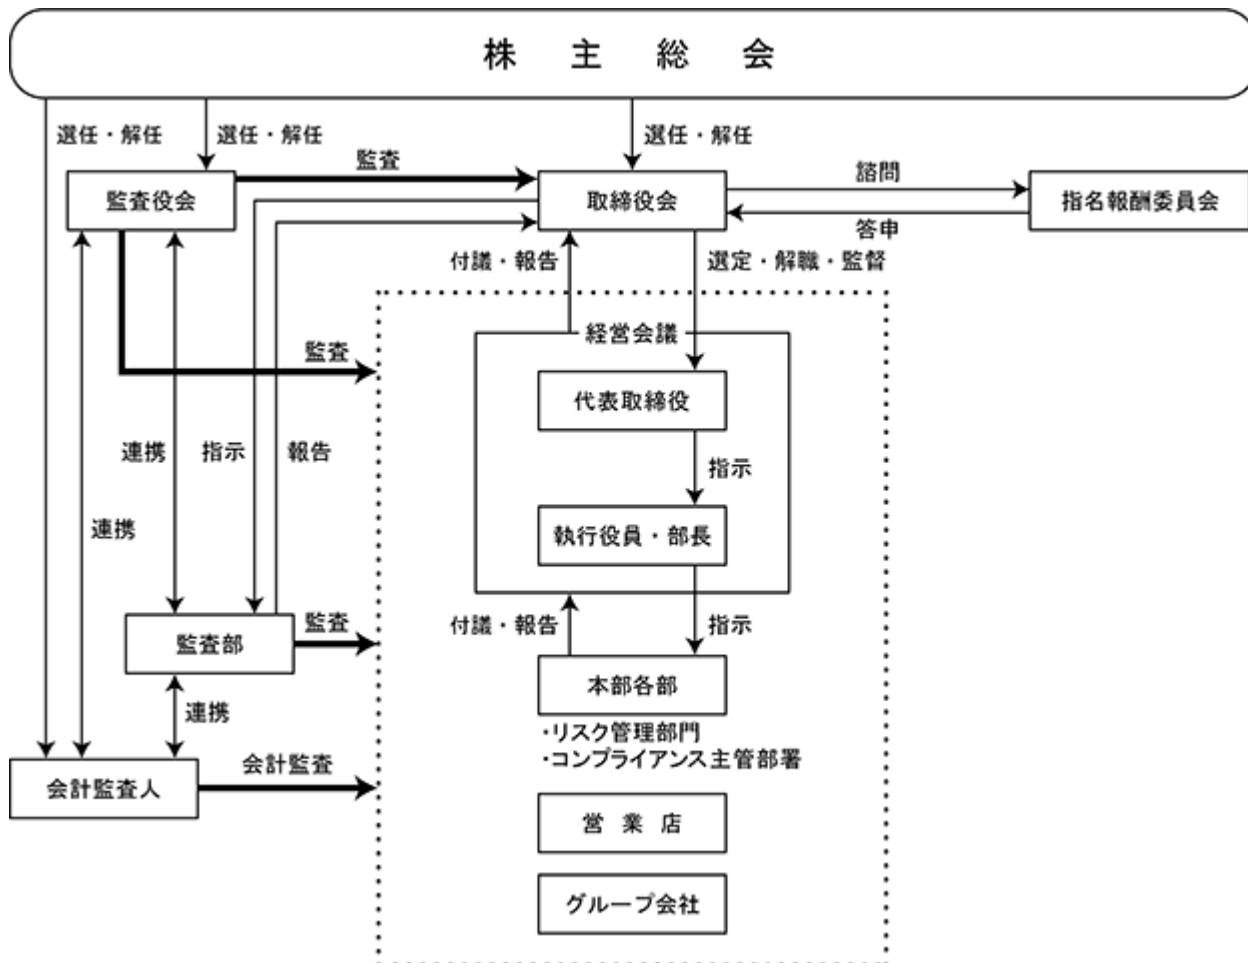 株主総会
選任・解任
選任・解任
選任・解任
監査
諮問
監査役会
取締役会
指名報酬委員会
答申
付議・報告
選定・解職・監督
経営会議
監査
代表取締役
連携
指示
報告
指示
連携
執行役員・部長
監査
付議・報告
指示
監査部
本部各部
連携
・リスク管理部門
・コンプライアンス主管部署
会計監査
会計監査人
営業店
グループ会社